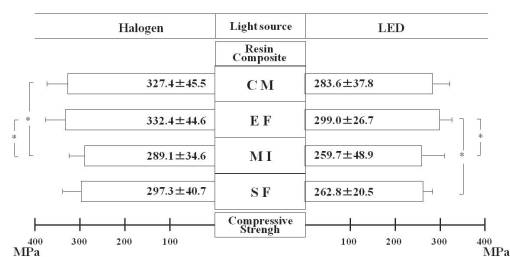 Halogen Light source LED
Resin
Composite
327.4±45.5 C M 283.6±37.8
*
332.4±44.6 E F 299.0±26.7
* *
*
289.1±34.6 M I 259.7±48.9
297.3±40.7 S F 262.8±20.5
Compressive
Strengh
400 300 200 100 100 200 300 400
MPa MPa